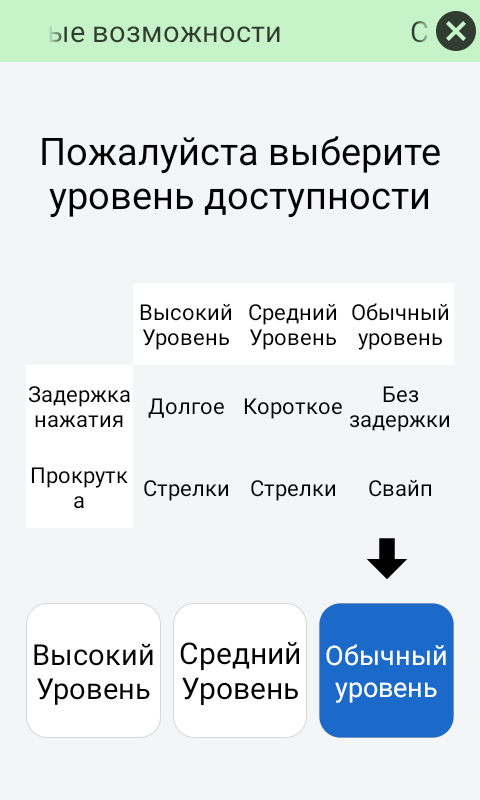 ые возможности С
Пожалуйста выберите
уровень доступности
Высокий Средний Обычный
Уровень Уровень уровень
Задержка нажатия Долгое Короткое Без задержки
Прокрутка Стрелки Стрелки Свайп
Высокий Уровень
Средний Уровень
Обычный уровень